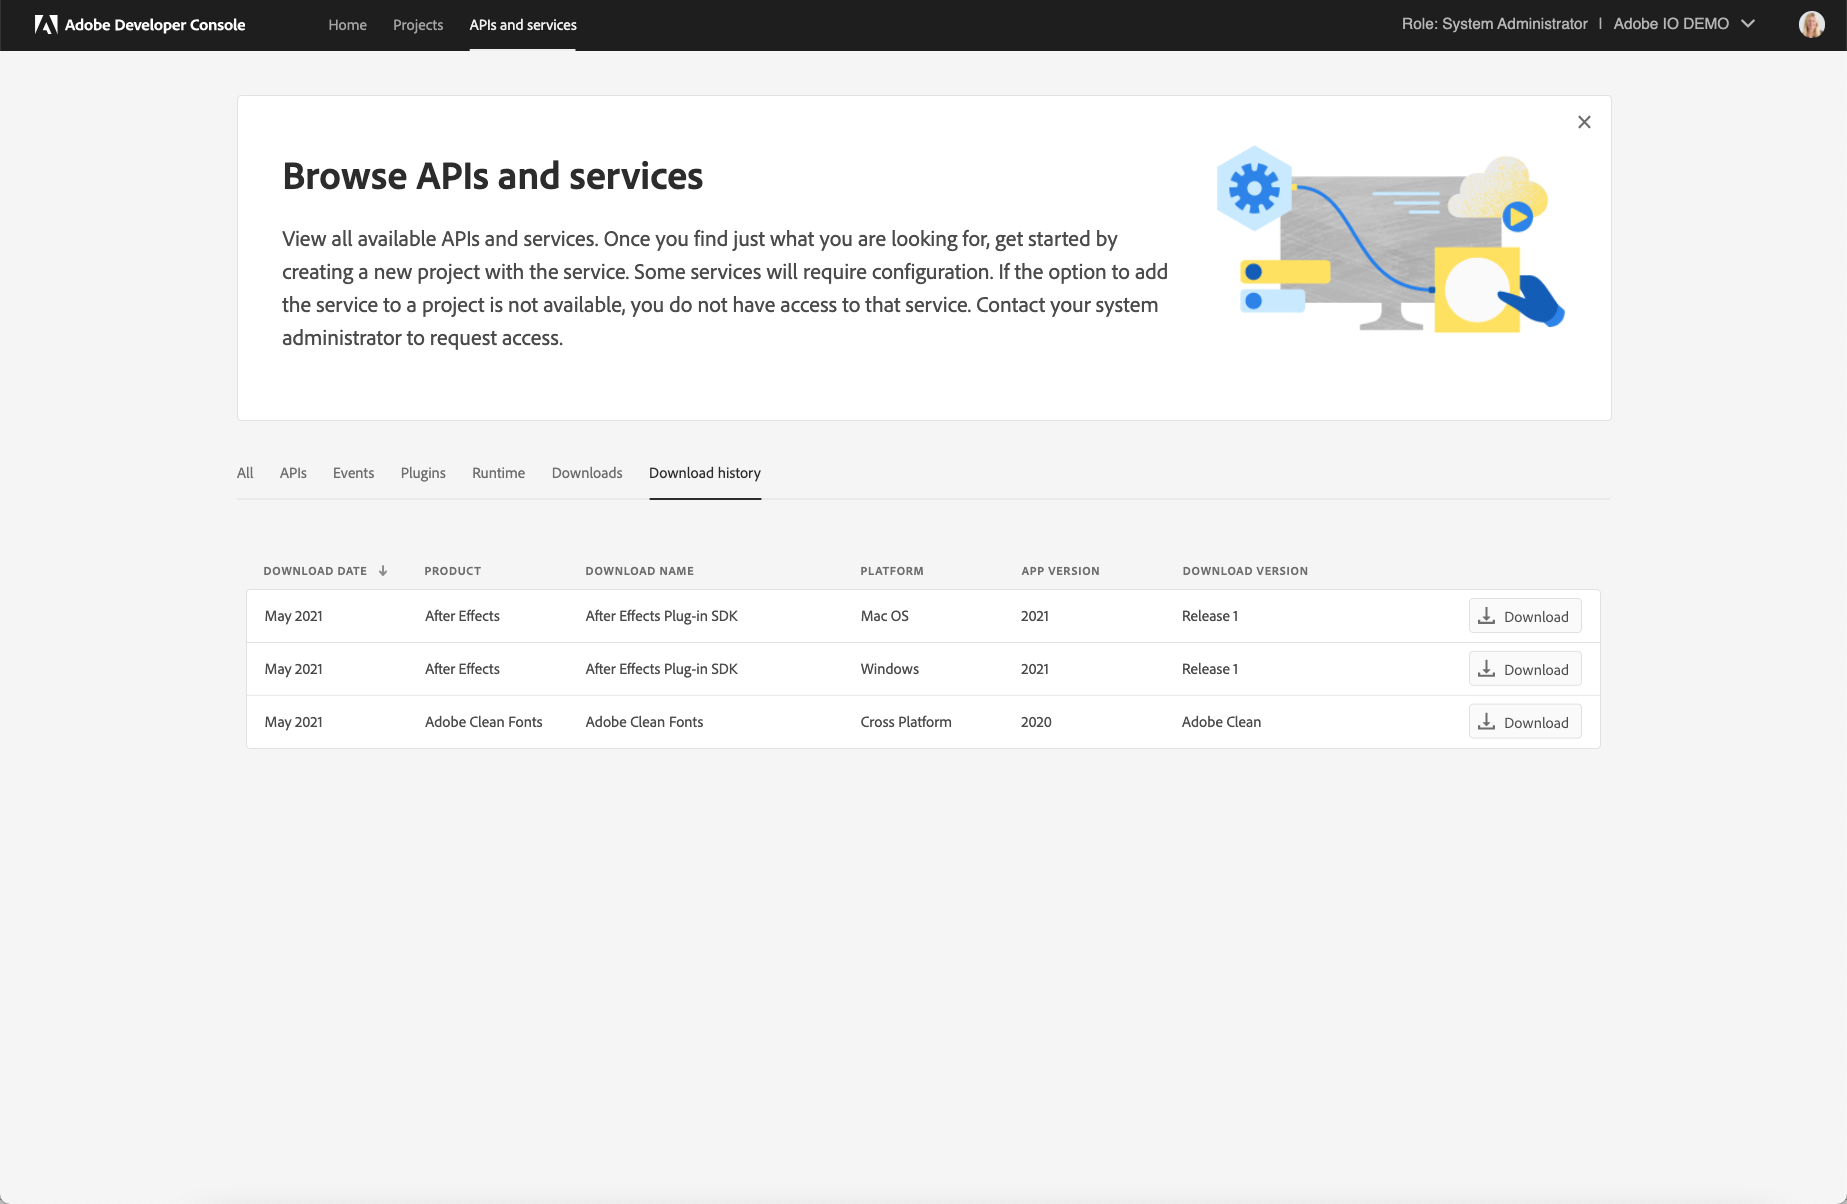 Adobe Developer Console Home Projects APIs and services Role: System Administrator | Adobe IO DEMO
Browse APIs and services
View all available APIs and services. Once you find just what you are looking for, get started by
creating a new project with the service. Some services will require configuration. If the option to add
the service to a project is not available, you do not have access to that service. Contact your system
administrator to request access.
All APIs Events Plugins Runtime Downloads Download history
DOWNLOAD DATE PRODUCT DOWNLOAD NAME PLATFORM APP VERSION DOWNLOAD VERSION
May 2021 After Effects After Effects Plug-in SDK Mac OS 2021 Release 1 Download
May 2021 After Effects After Effects Plug-in SDK Windows 2021 Release 1 Download
May 2021 Adobe Clean Fonts Adobe Clean Fonts Cross Platform 2020 Adobe Clean Download